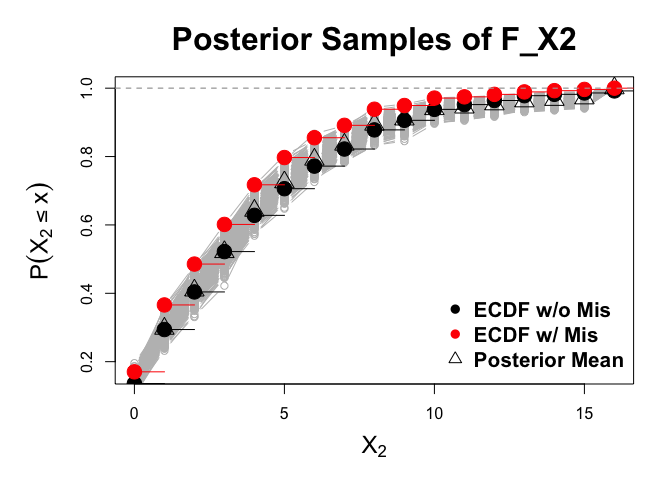 Posterior Samples of F_X2
P(X₂ ≤ x)
1.0
0.8
0.6
0.4
0.2
ECDF w/o Mis
ECDF w/ Mis
Posterior Mean
0 5 10 15
X₂